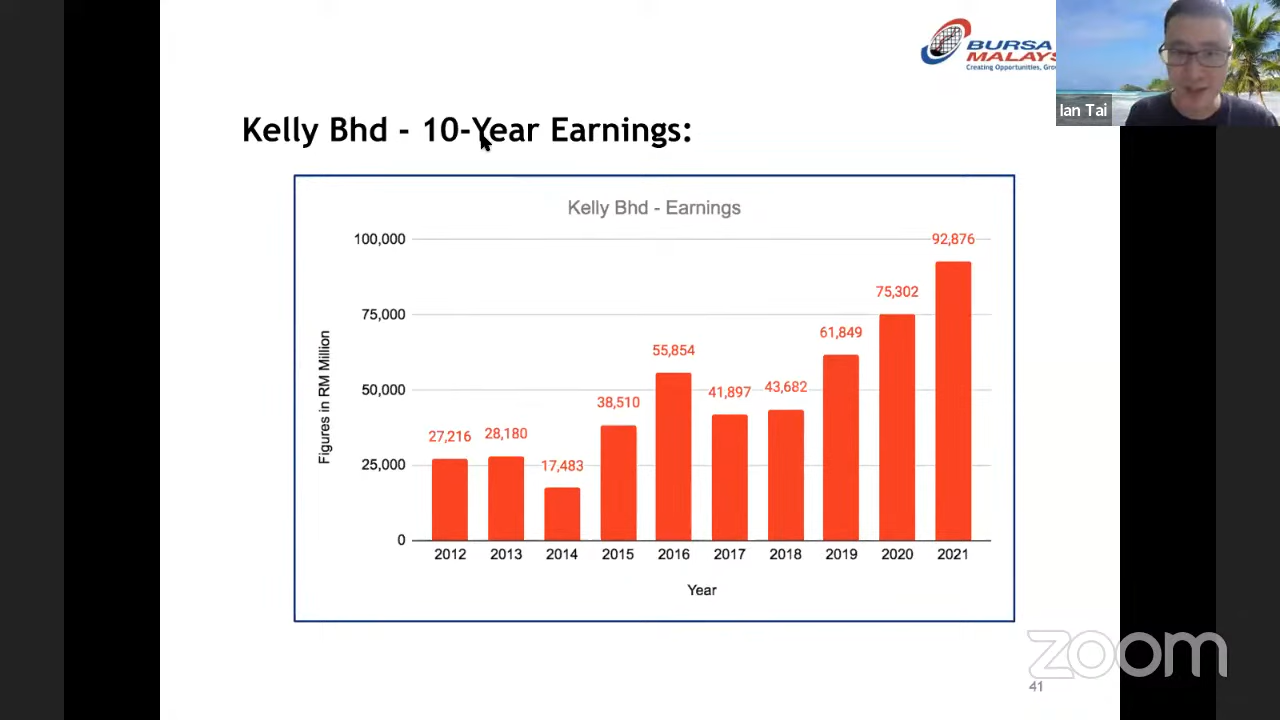 BURSA
MALAYS
Creating Opportunities, Gro
Ian Tai
Kelly Bhd - 10-Year Earnings:
Kelly Bhd - Earnings
100,000
75,000
50,000
25,000
0
Figures in RM Million
27,216
28,180
17,483
38,510
55,854
41,897
43,682
61,849
75,302
92,876
2012 2013 2014 2015 2016 2017 2018 2019 2020 2021
Year
zoom
41